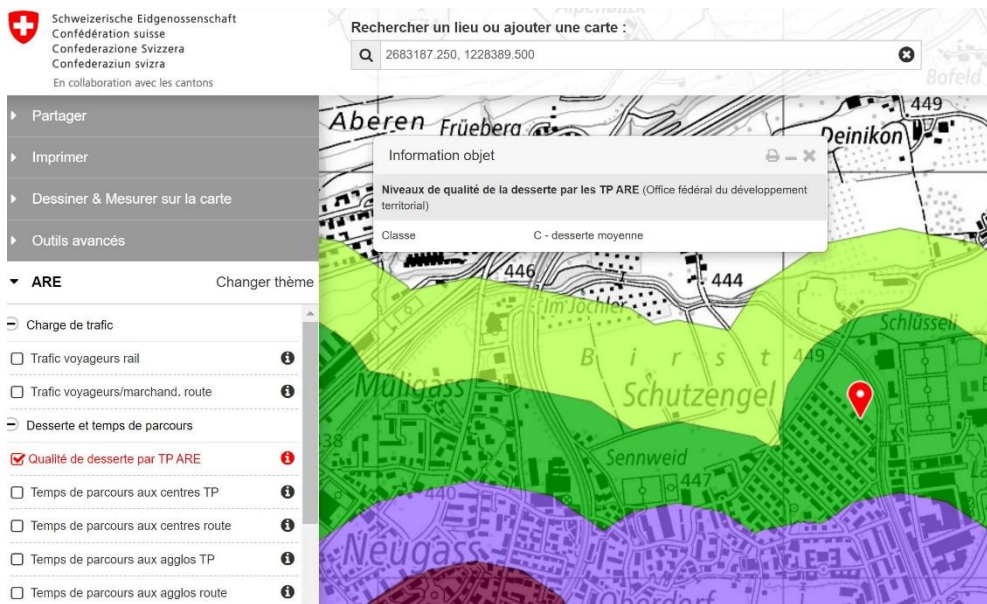 Schweizerische Eidgenossenschaft
Confédération suisse
Confederazione Svizzera
Confederaziun svizra
En collaboration avec les cantons
Rechercher un lieu ou ajouter une carte :
2683187.250, 1228389.500
Partager
Imprimer
Dessiner & Mesurer sur la carte
Outils avancés
ARE
Changer thème
Charge de trafic
Trafic voyageurs rail
Trafic voyageurs/marchand. route
Desserte et temps de parcours
Qualité de desserte par TP ARE
Temps de parcours aux centres TP
Temps de parcours aux centres route
Temps de parcours aux agglos TP
Temps de parcours aux agglos route
Bofeld
449
Aberen
Früeberg
Deinikon
Information objet
Niveaux de qualité de la desserte par les TP ARE (Office fédéral du développement
territorial)
Classe
C - desserte moyenne
446
444
Im Jöchler
Schlüsseli
Birst
449
Müligass
Schutzengel
438
Sennweid
447
440
Neugass
Oberdorf